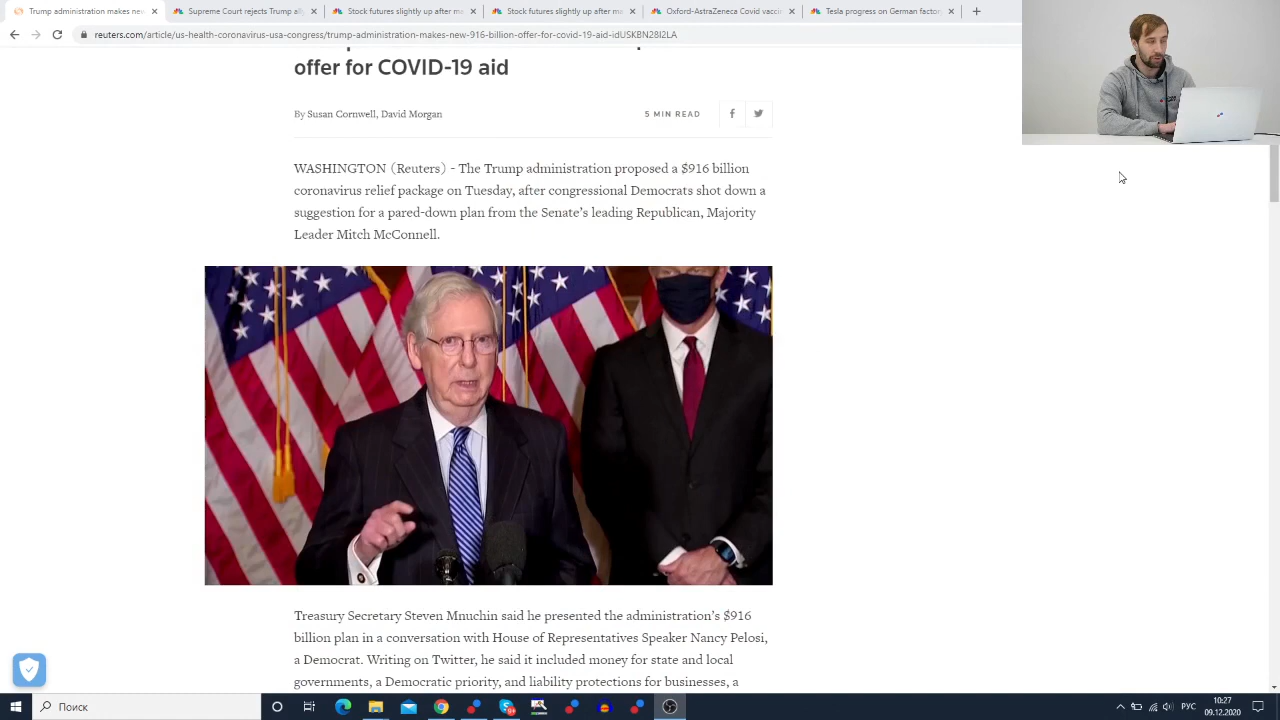 Trump administration makes new
Supreme Court rejects Trump ally
Stock futures slightly up after ma
Stock futures slightly up after ma
Oxford-AstraZeneca Covid vaccin
Tesla progress on German factor
reuters.com/article/us-health-coronavirus-usa-congress/trump-administration-makes-new-916-billion-offer-for-covid-19-aid-idUSKBN28I2LA
offer for COVID-19 aid
By Susan Cornwell, David Morgan
5 MIN READ
WASHINGTON (Reuters) - The Trump administration proposed a $916 billion
coronavirus relief package on Tuesday, after congressional Democrats shot down a
suggestion for a pared-down plan from the Senate’s leading Republican, Majority
Leader Mitch McConnell.
Treasury Secretary Steven Mnuchin said he presented the administration’s $916
billion plan in a conversation with House of Representatives Speaker Nancy Pelosi,
a Democrat. Writing on Twitter, he said it included money for state and local
governments, a Democratic priority, and liability protections for businesses, a
Поиск
РУС
10:27
09.12.2020